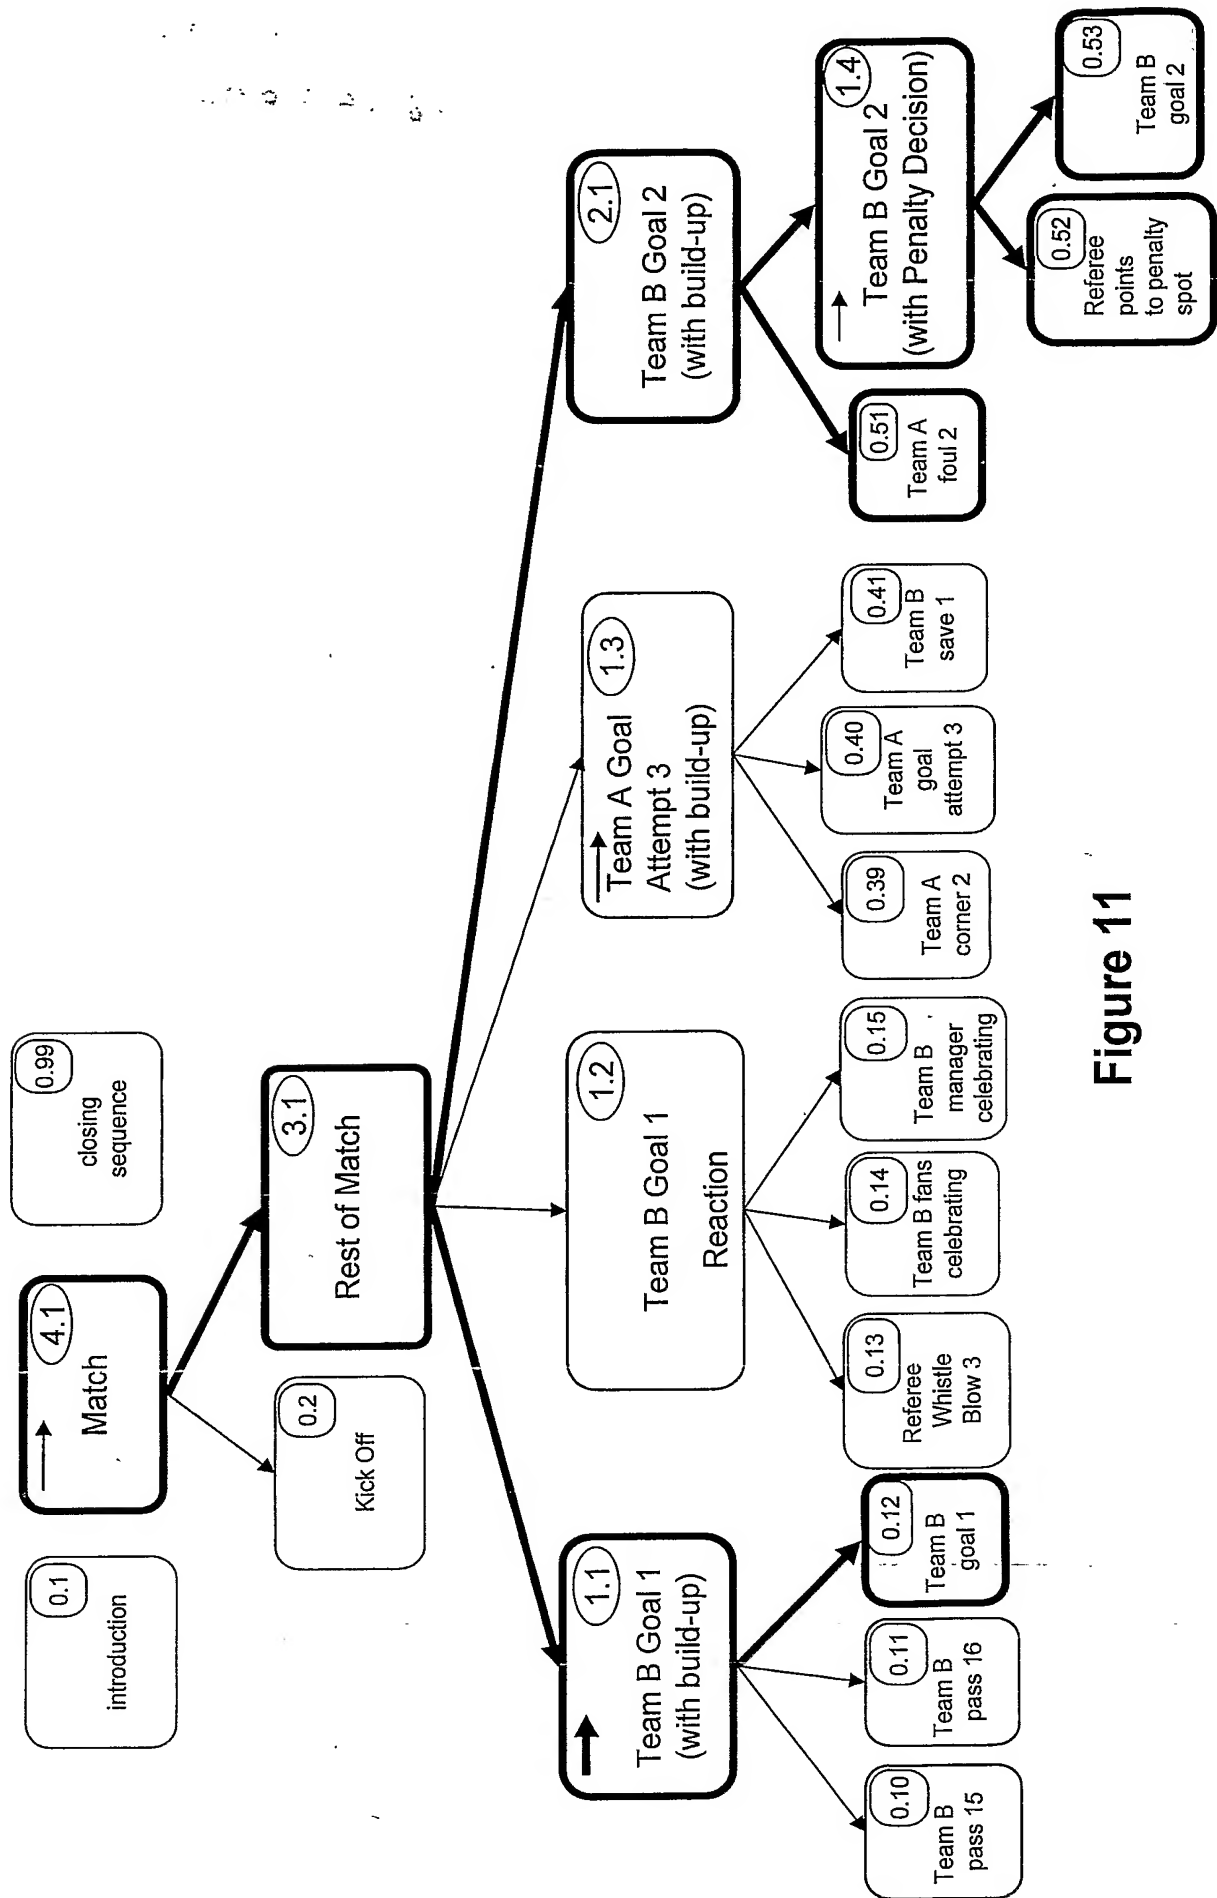 0.1
introduction
4.1
Match
0.99
closing
sequence
0.2
Kick Off
3.1
Rest of Match
1.1
Team B Goal 1
(with build-up)
1.2
Team B Goal 1
Reaction
1.3
Team A Goal
Attempt 3
(with build-up)
2.1
Team B Goal 2
(with build-up)
0.10
Team B
pass 15
0.11
Team B
pass 16
0.12
Team B
goal 1
0.13
Referee
Whistle
Blow 3
0.14
Team B fans
celebrating
0.15
Team B
manager
celebrating
0.39
Team A
corner 2
0.40
Team A
goal
attempt 3
0.41
Team B
save 1
0.51
Team A
foul 2
1.4
Team B Goal 2
(with Penalty Decision)
0.52
Referee
points
to penalty
spot
0.53
Team B
goal 2
Figure 11